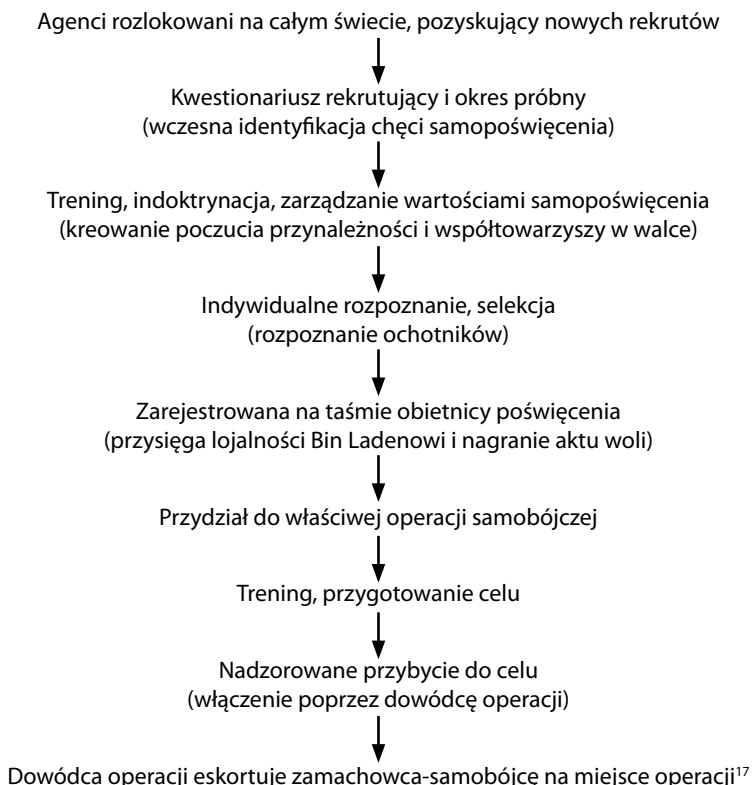 Agenci rozlokowani na całym świecie, pozyskujący nowych rekrutów
Kwestionariusz rekrutujący i okres próbny
(wczesna identyfikacja chęci samopoświęcenia)
Trening, indoktrynacja, zarządzanie wartościami samopoświęcenia
(kreowanie poczucia przynależności i współtowarzyszy w walce)
Indywidualne rozpoznanie, selekcja
(rozpoznanie ochotników)
Zarejestrowana na taśmie obietnicy poświęcenia
(przysięga lojalności Bin Ladenowi i nagranie aktu woli)
Przydział do właściwej operacji samobójczej
Trening, przygotowanie celu
Nadzorowane przybycie do celu
(włączenie poprzez dowódcę operacji)
Dowódca operacji eskortuje zamachowca-samobójcę na miejsce operacji¹⁷